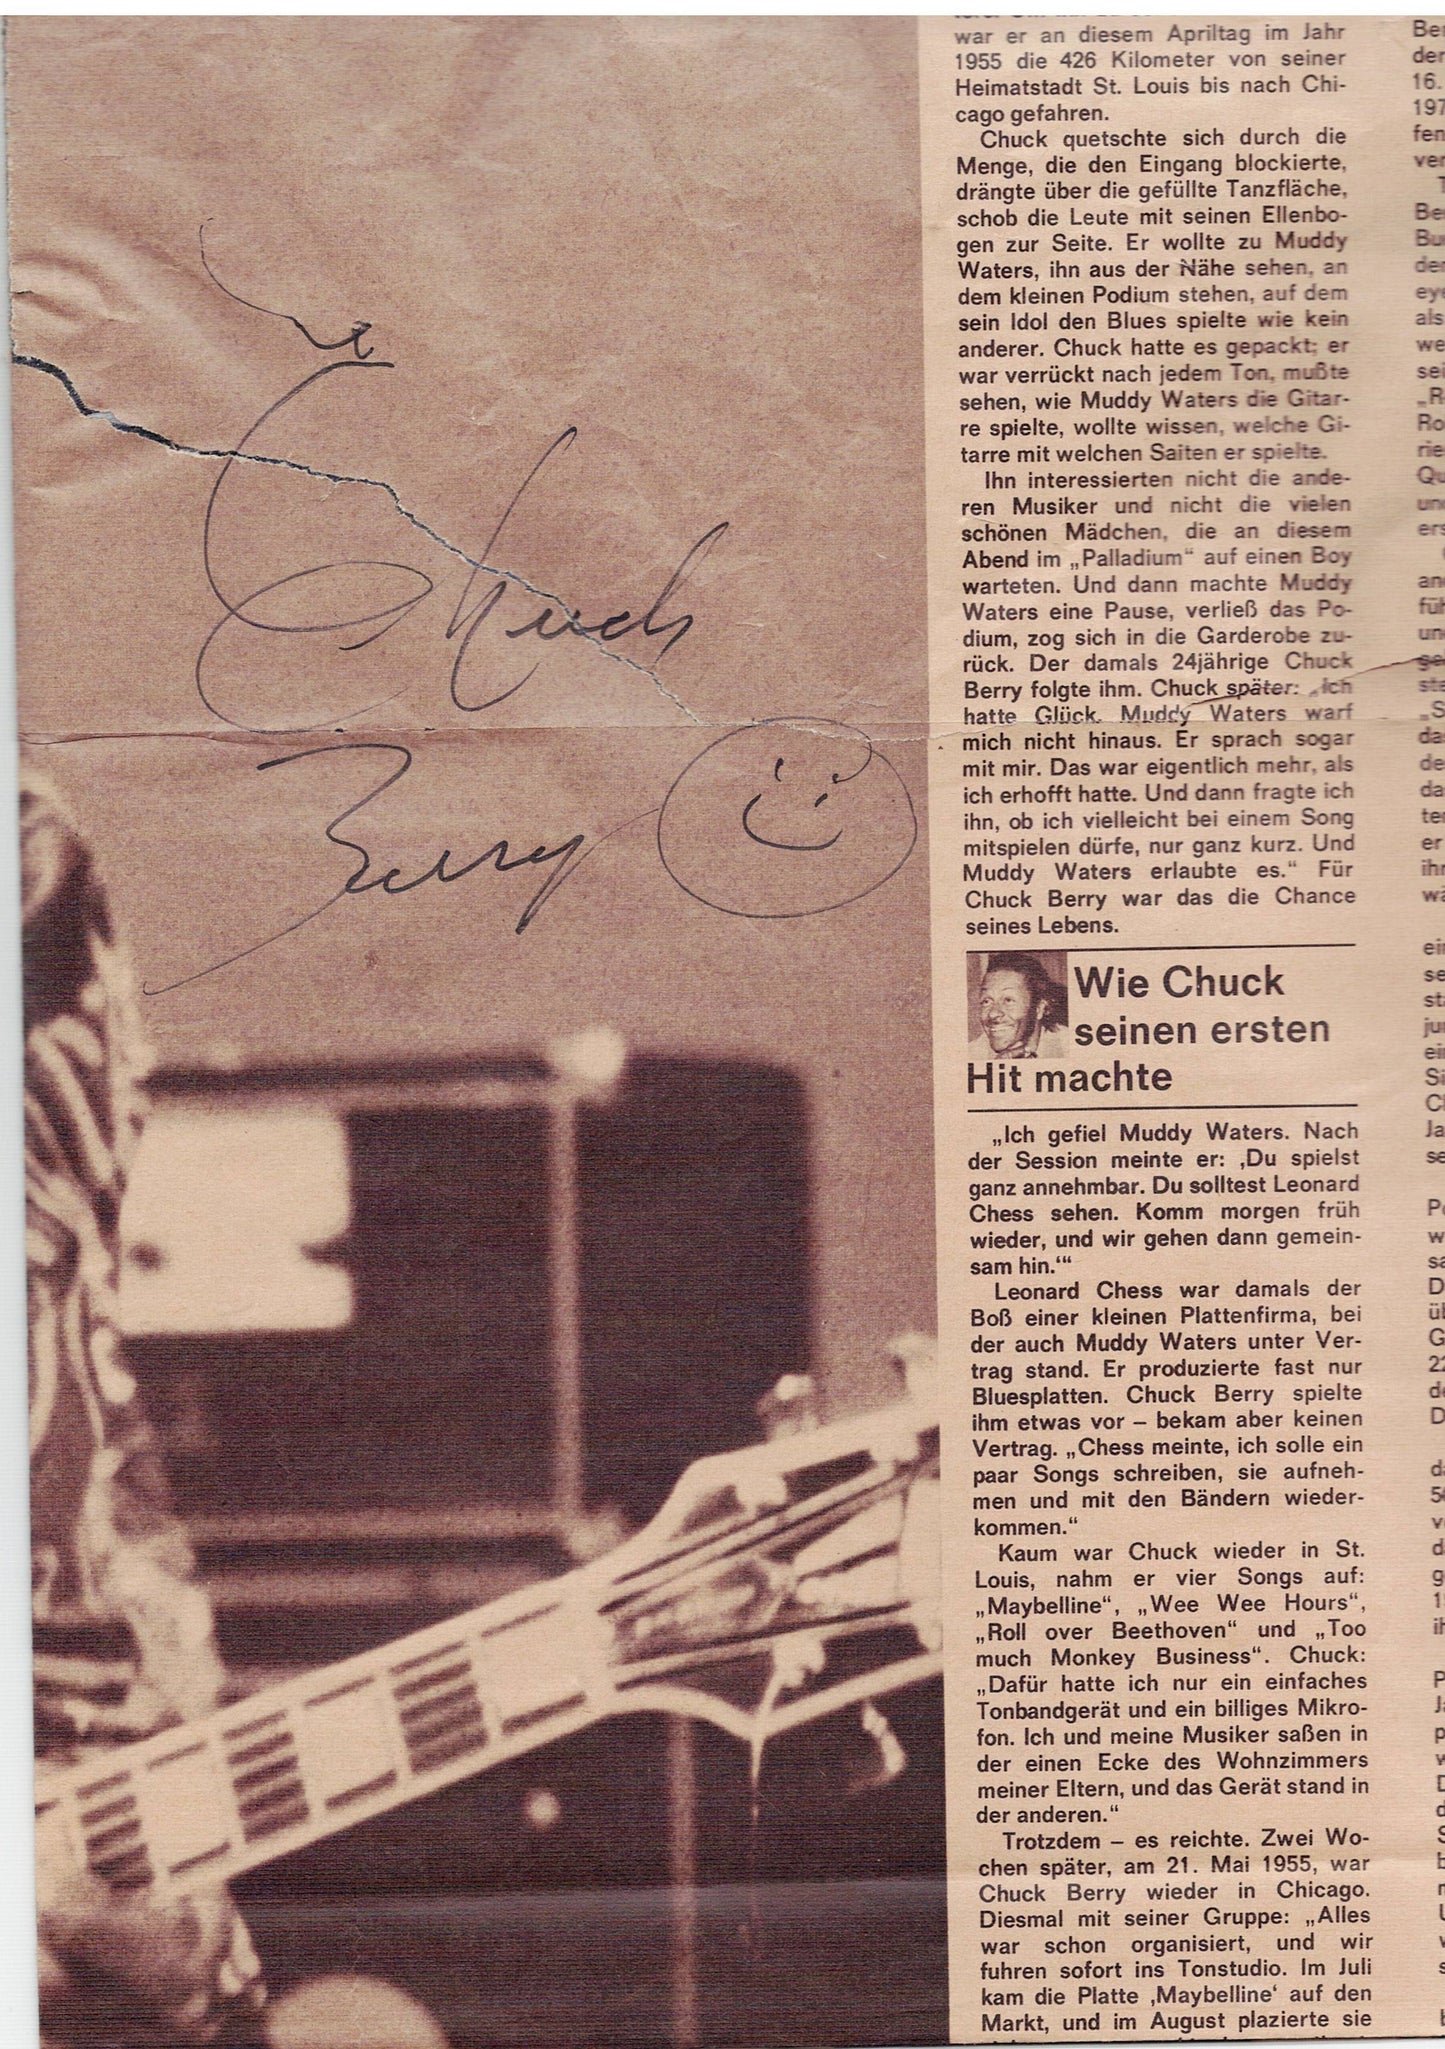 Chuck
Berry
war er an diesem Apriltag im Jahr
1955 die 426 Kilometer von seiner
Heimatstadt St. Louis bis nach Chi-
cago gefahren.
Chuck quetschte sich durch die
Menge, die den Eingang blockierte,
drängte über die gefüllte Tanzfläche,
schob die Leute mit seinen Ellenbo-
gen zur Seite. Er wollte zu Muddy
Waters, ihn aus der Nähe sehen, an
dem kleinen Podium stehen, auf dem
sein Idol den Blues spielte wie kein
anderer. Chuck hatte es gepackt; er
war verrückt nach jedem Ton, mußte
sehen, wie Muddy Waters die Gitar-
re spielte, wollte wissen, welche Gi-
tarre mit welchen Saiten er spielte.
Ihn interessierten nicht die ande-
ren Musiker und nicht die vielen
schönen Mädchen, die an diesem
Abend im „Palladium“ auf einen Boy
warteten. Und dann machte Muddy
Waters eine Pause, verließ das Po-
dium, zog sich in die Garderobe zu-
rück. Der damals 24jährige Chuck
Berry folgte ihm. Chuck später: „Ich
hatte Glück. Muddy Waters warf
mich nicht hinaus. Er sprach sogar
mit mir. Das war eigentlich mehr, als
ich erhofft hatte. Und dann fragte ich
ihn, ob ich vielleicht bei einem Song
mitspielen dürfe, nur ganz kurz. Und
Muddy Waters erlaubte es.“ Für
Chuck Berry war das die Chance
seines Lebens.
Wie Chuck
seinen ersten
Hit machte
„Ich gefiel Muddy Waters. Nach
der Session meinte er: ‚Du spielst
ganz annehmbar. Du solltest Leonard
Chess sehen. Komm morgen früh
wieder, und wir gehen dann gemein-
sam hin.‘“
Leonard Chess war damals der
Boß einer kleinen Plattenfirma, bei
der auch Muddy Waters unter Ver-
trag stand. Er produzierte fast nur
Bluesplatten. Chuck Berry spielte
ihm etwas vor – bekam aber keinen
Vertrag. „Chess meinte, ich solle ein
paar Songs schreiben, sie aufneh-
men und mit den Bändern wieder-
kommen.“
Kaum war Chuck wieder in St.
Louis, nahm er vier Songs auf:
„Maybelline“, „Wee Wee Hours“,
„Roll over Beethoven“ und „Too
much Monkey Business“. Chuck:
„Dafür hatte ich nur ein einfaches
Tonbandgerät und ein billiges Mikro-
fon. Ich und meine Musiker saßen in
der einen Ecke des Wohnzimmers
meiner Eltern, und das Gerät stand in
der anderen.“
Trotzdem – es reichte. Zwei Wo-
chen später, am 21. Mai 1955, war
Chuck Berry wieder in Chicago.
Diesmal mit seiner Gruppe: „Alles
war schon organisiert, und wir
fuhren sofort ins Tonstudio. Im Juli
kam die Platte ‚Maybelline‘ auf den
Markt, und im August plazierte sie